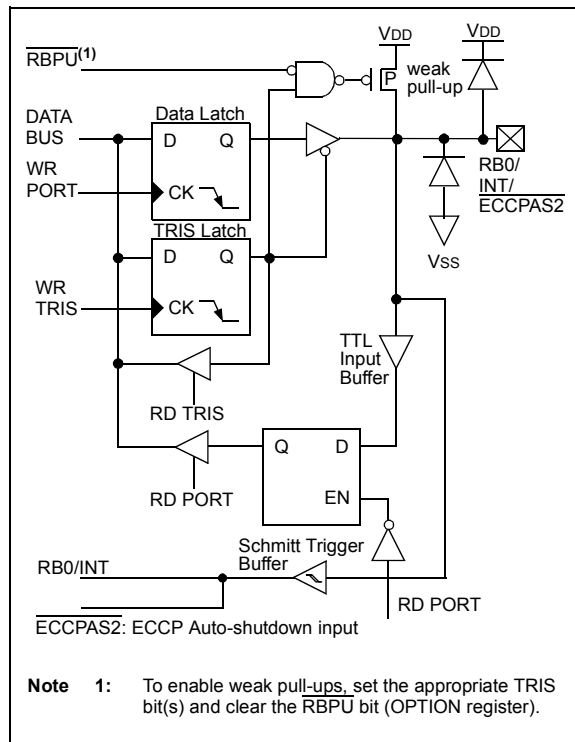 VDD
VDD
RBPU(1)
P
weak
pull-up
DATA
BUS
Data Latch
D Q
WR
PORT
CK
RB0/
INT/
ECCPAS2
TRIS Latch
D Q
VSS
WR
TRIS
CK
TTL
Input
Buffer
RD TRIS
Q D
RD PORT
EN
Schmitt Trigger
Buffer
RB0/INT
RD PORT
ECCPAS2: ECCP Auto-shutdown input
Note 1: To enable weak pull-ups, set the appropriate TRIS
bit(s) and clear the RBPU bit (OPTION register).